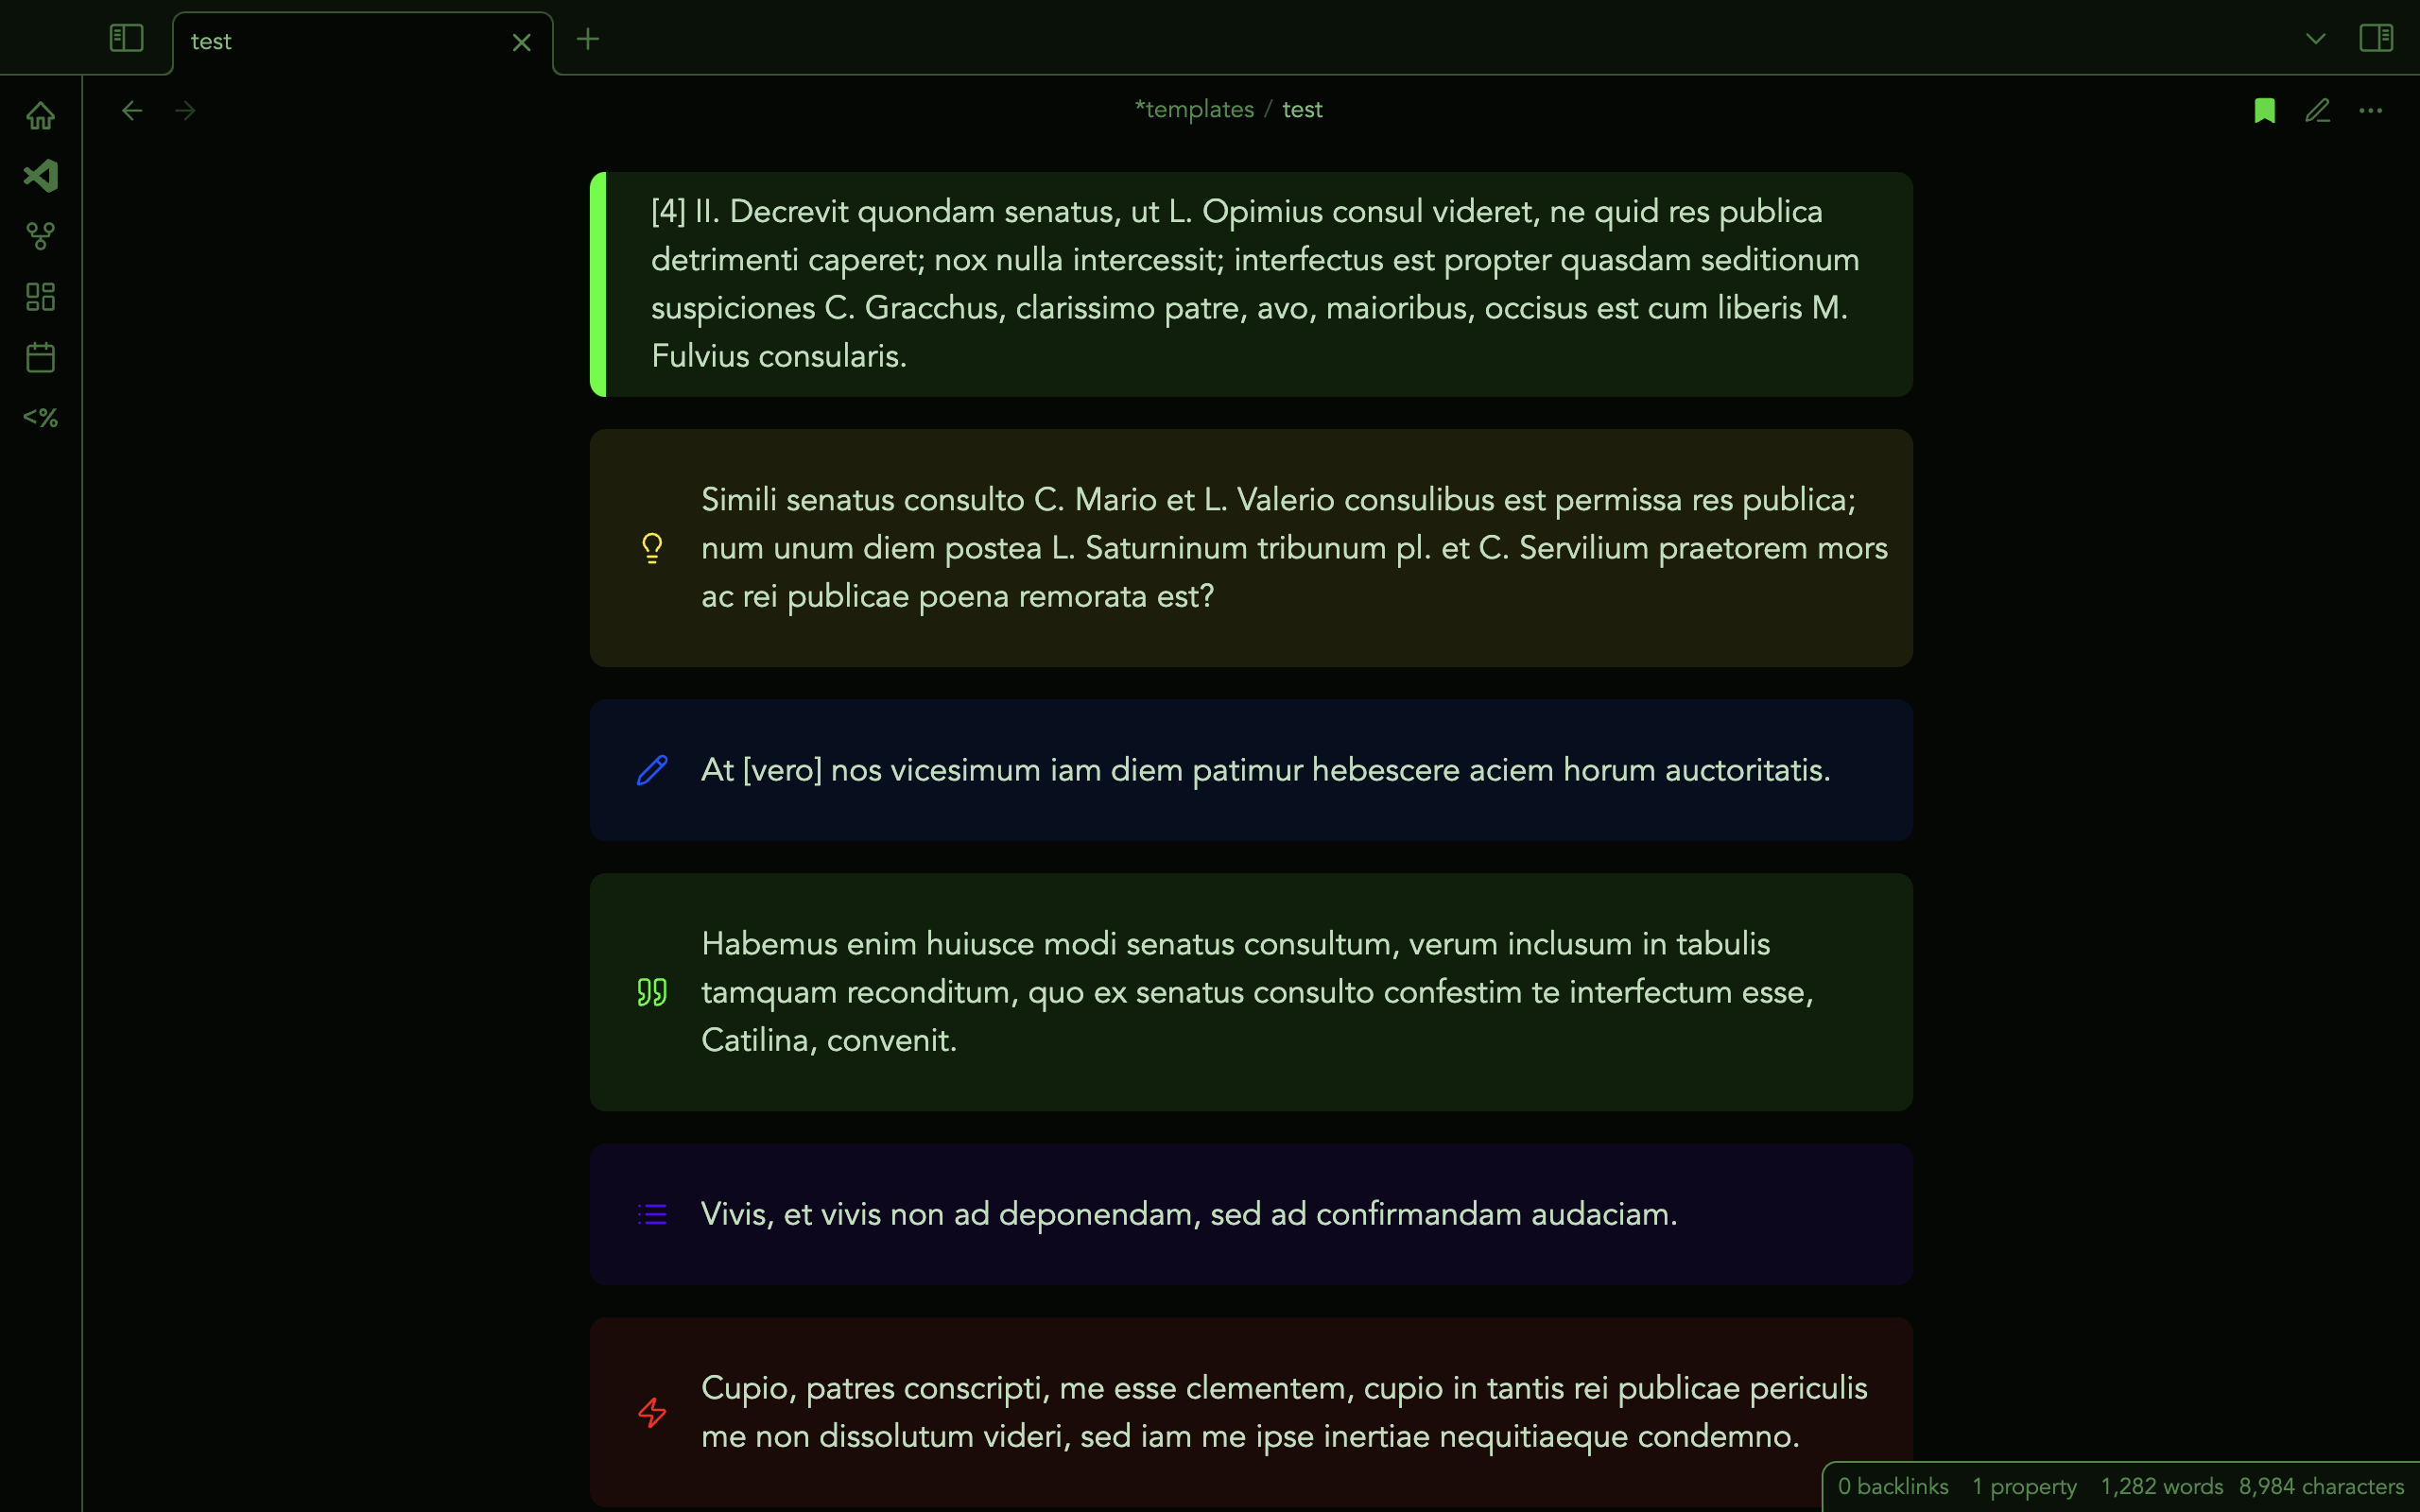 test
*templates / test
<%
[4] II. Decrevit quondam senatus, ut L. Opimius consul videret, ne quid res publica
detrimenti caperet; nox nulla intercessit; interfectus est propter quasdam seditionum
suspiciones C. Gracchus, clarissimo patre, avo, maioribus, occisus est cum liberis M.
Fulvius consularis.
Simili senatus consulto C. Mario et L. Valerio consulibus est permissa res publica;
num unum diem postea L. Saturninum tribunum pl. et C. Servilium praetorem mors
ac rei publicae poena remorata est?
At [vero] nos vicesimum iam diem patimur hebescere aciem horum auctoritatis.
Habemus enim huiusce modi senatus consultum, verum inclusum in tabulis
tamquam reconditum, quo ex senatus consulto confestim te interfectum esse,
Catilina, convenit.
Vivis, et vivis non ad deponendam, sed ad confirmandam audaciam.
Cupio, patres conscripti, me esse clementem, cupio in tantis rei publicae periculis
me non dissolutum videri, sed iam me ipse inertiae nequitiaeque condemno.
0 backlinks 1 property 1,282 words 8,984 characters